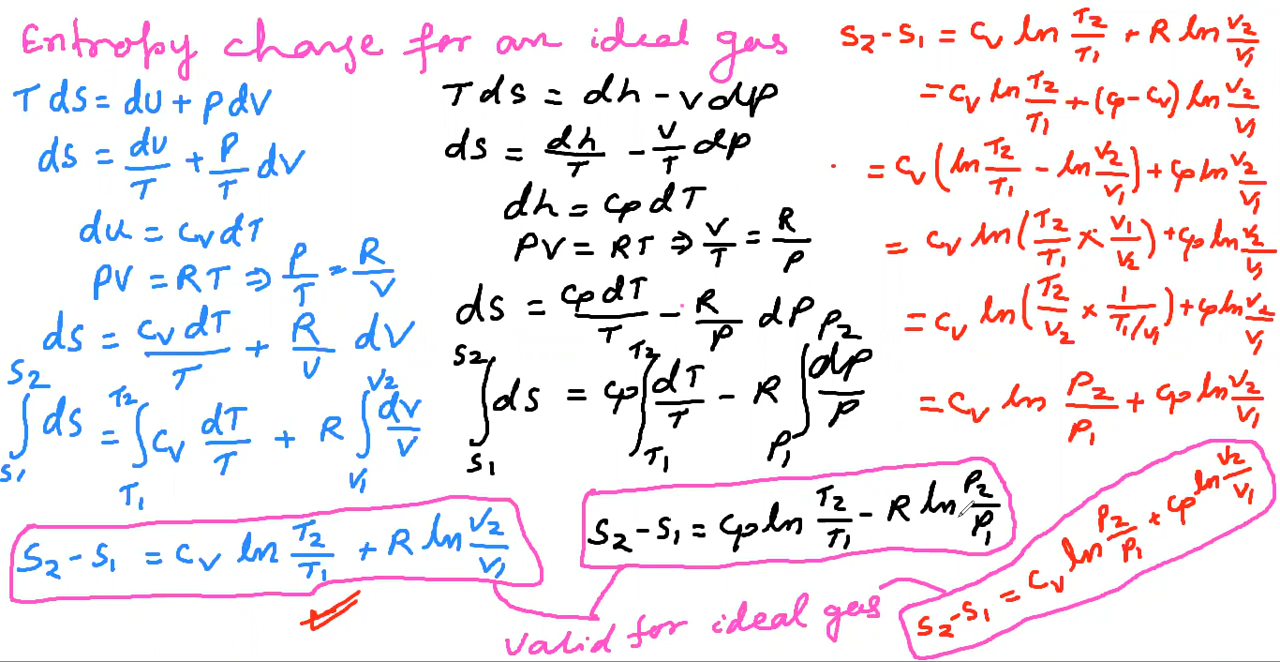 Entropy change for an ideal gas
T ds = du + p dv
ds = du/T + p/T dv
du = cv dT
PV = RT ⇒ P/T = R/V
ds = cv dT/T + R/v dv
∫_{S1}^{S2} ds = ∫_{T1}^{T2} cv dT/T + R ∫_{V1}^{V2} dv/v
S2 - S1 = cv ln T2/T1 + R ln V2/V1
T ds = dh - v dp
ds = dh/T - v/T dp
dh = cp dT
PV = RT ⇒ V/T = R/P
ds = cp dT/T - R/P dP
∫_{S1}^{S2} ds = cp ∫_{T1}^{T2} dT/T - R ∫_{P1}^{P2} dp/p
S2 - S1 = cp ln T2/T1 - R ln P2/P1
S2 - S1 = cv ln T2/T1 + R ln V2/V1
= cv ln T2/T1 + (cp - cv) ln V2/V1
= cv (ln T2/T1 - ln V2/V1) + cp ln V2/V1
= cv ln (T2/T1 × V1/V2) + cp ln V2/V1
= cv ln (T2/V2 × 1/(T1/V1)) + cp ln V2/V1
= cv ln P2/P1 + cp ln V2/V1
S2 - S1 = cv ln P2/P1 + cp ln V2/V1
Valid for ideal gas